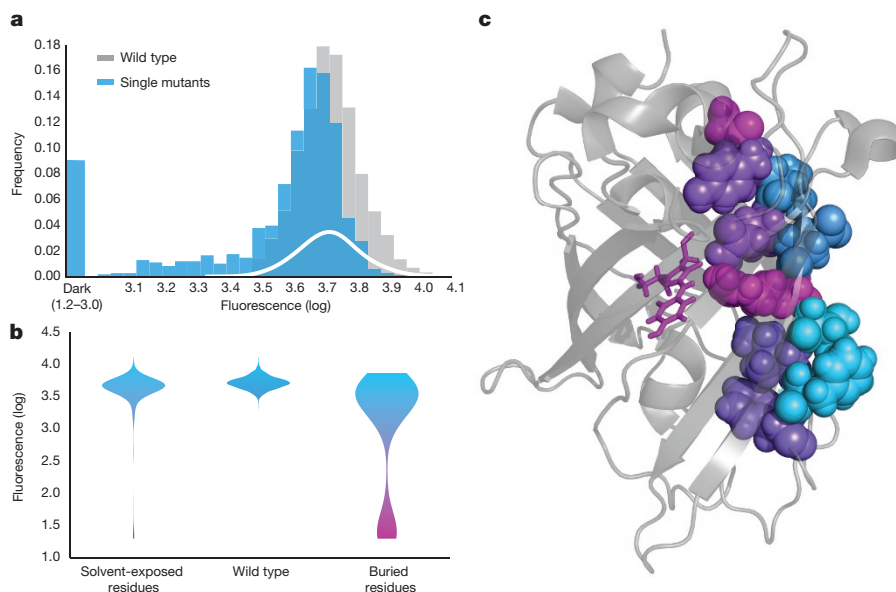 a
0.18
0.16
0.14
0.12
0.10
0.08
0.06
0.04
0.02
0.00
Frequency
Wild type
Single mutants
Dark
(1.2–3.0)
3.1
3.2
3.3
3.4
3.5
3.6
3.7
3.8
3.9
4.0
4.1
Fluorescence (log)
b
4.5
4.0
3.5
3.0
2.5
2.0
1.5
1.0
Fluorescence (log)
Solvent-exposed
residues
Wild type
Buried
residues
c